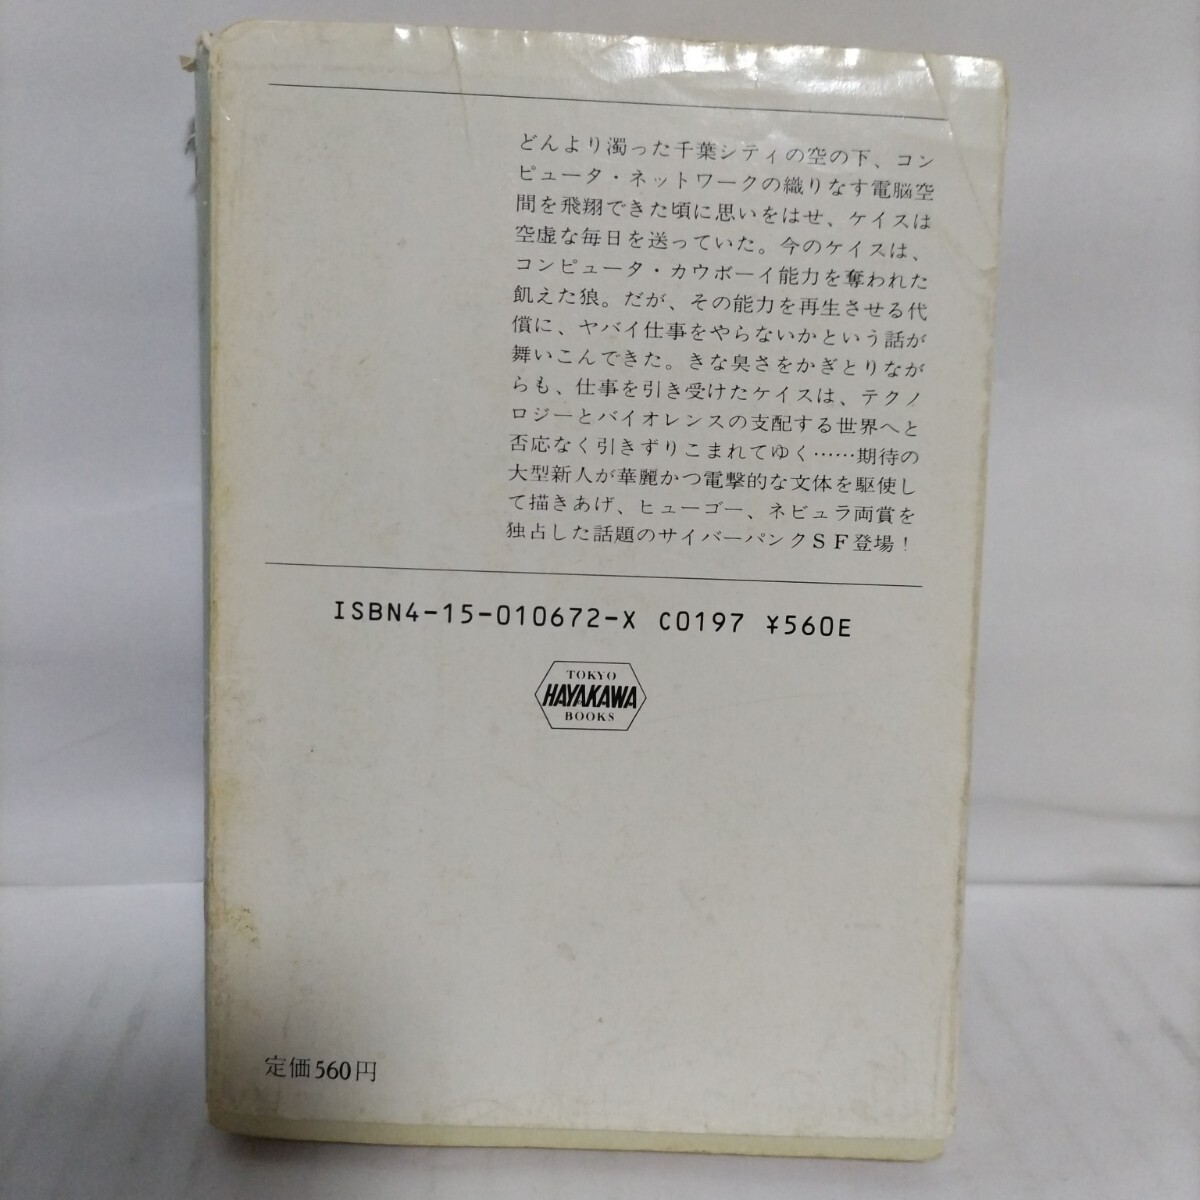 どんより濁った千葉シティの空の下、コン
ピュータ・ネットワークの織りなす電脳空
間を飛翔できた頃に思いをはせ、ケイスは
空虚な毎日を送っていた。今のケイスは、
コンピュータ・カウボーイ能力を奪われた
飢えた狼。だが、その能力を再生させる代
償に、ヤバイ仕事をやらないかという話が
舞いこんできた。きな臭さをかぎとりなが
らも、仕事を引き受けたケイスは、テクノ
ロジーとバイオレンスの支配する世界へと
否応なく引きずりこまれてゆく……期待の
大型新人が華麗かつ電撃的な文体を駆使し
て描きあげ、ヒューゴー、ネビュラ両賞を
独占した話題のサイバーパンクＳＦ登場！
ISBN4-15-010672-X C0197 ¥560E
TOKYO
HAYAKAWA
BOOKS
定価560円